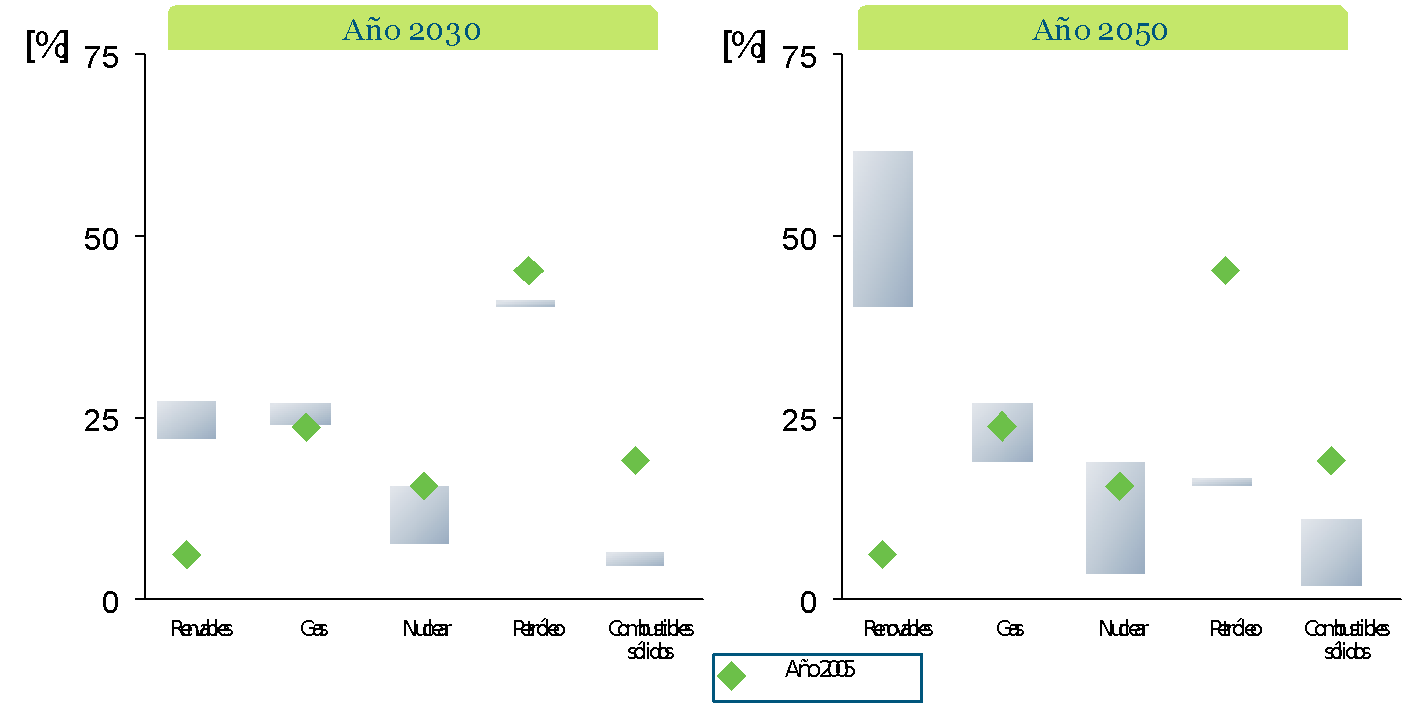 Año 2030
[%]
75
50
25
0
Renovables
Gas
Nuclear
Petróleo
Combustibles
sólidos
Año 2050
[%]
75
50
25
0
Renovables
Gas
Nuclear
Petróleo
Combustibles
sólidos
Año 2005